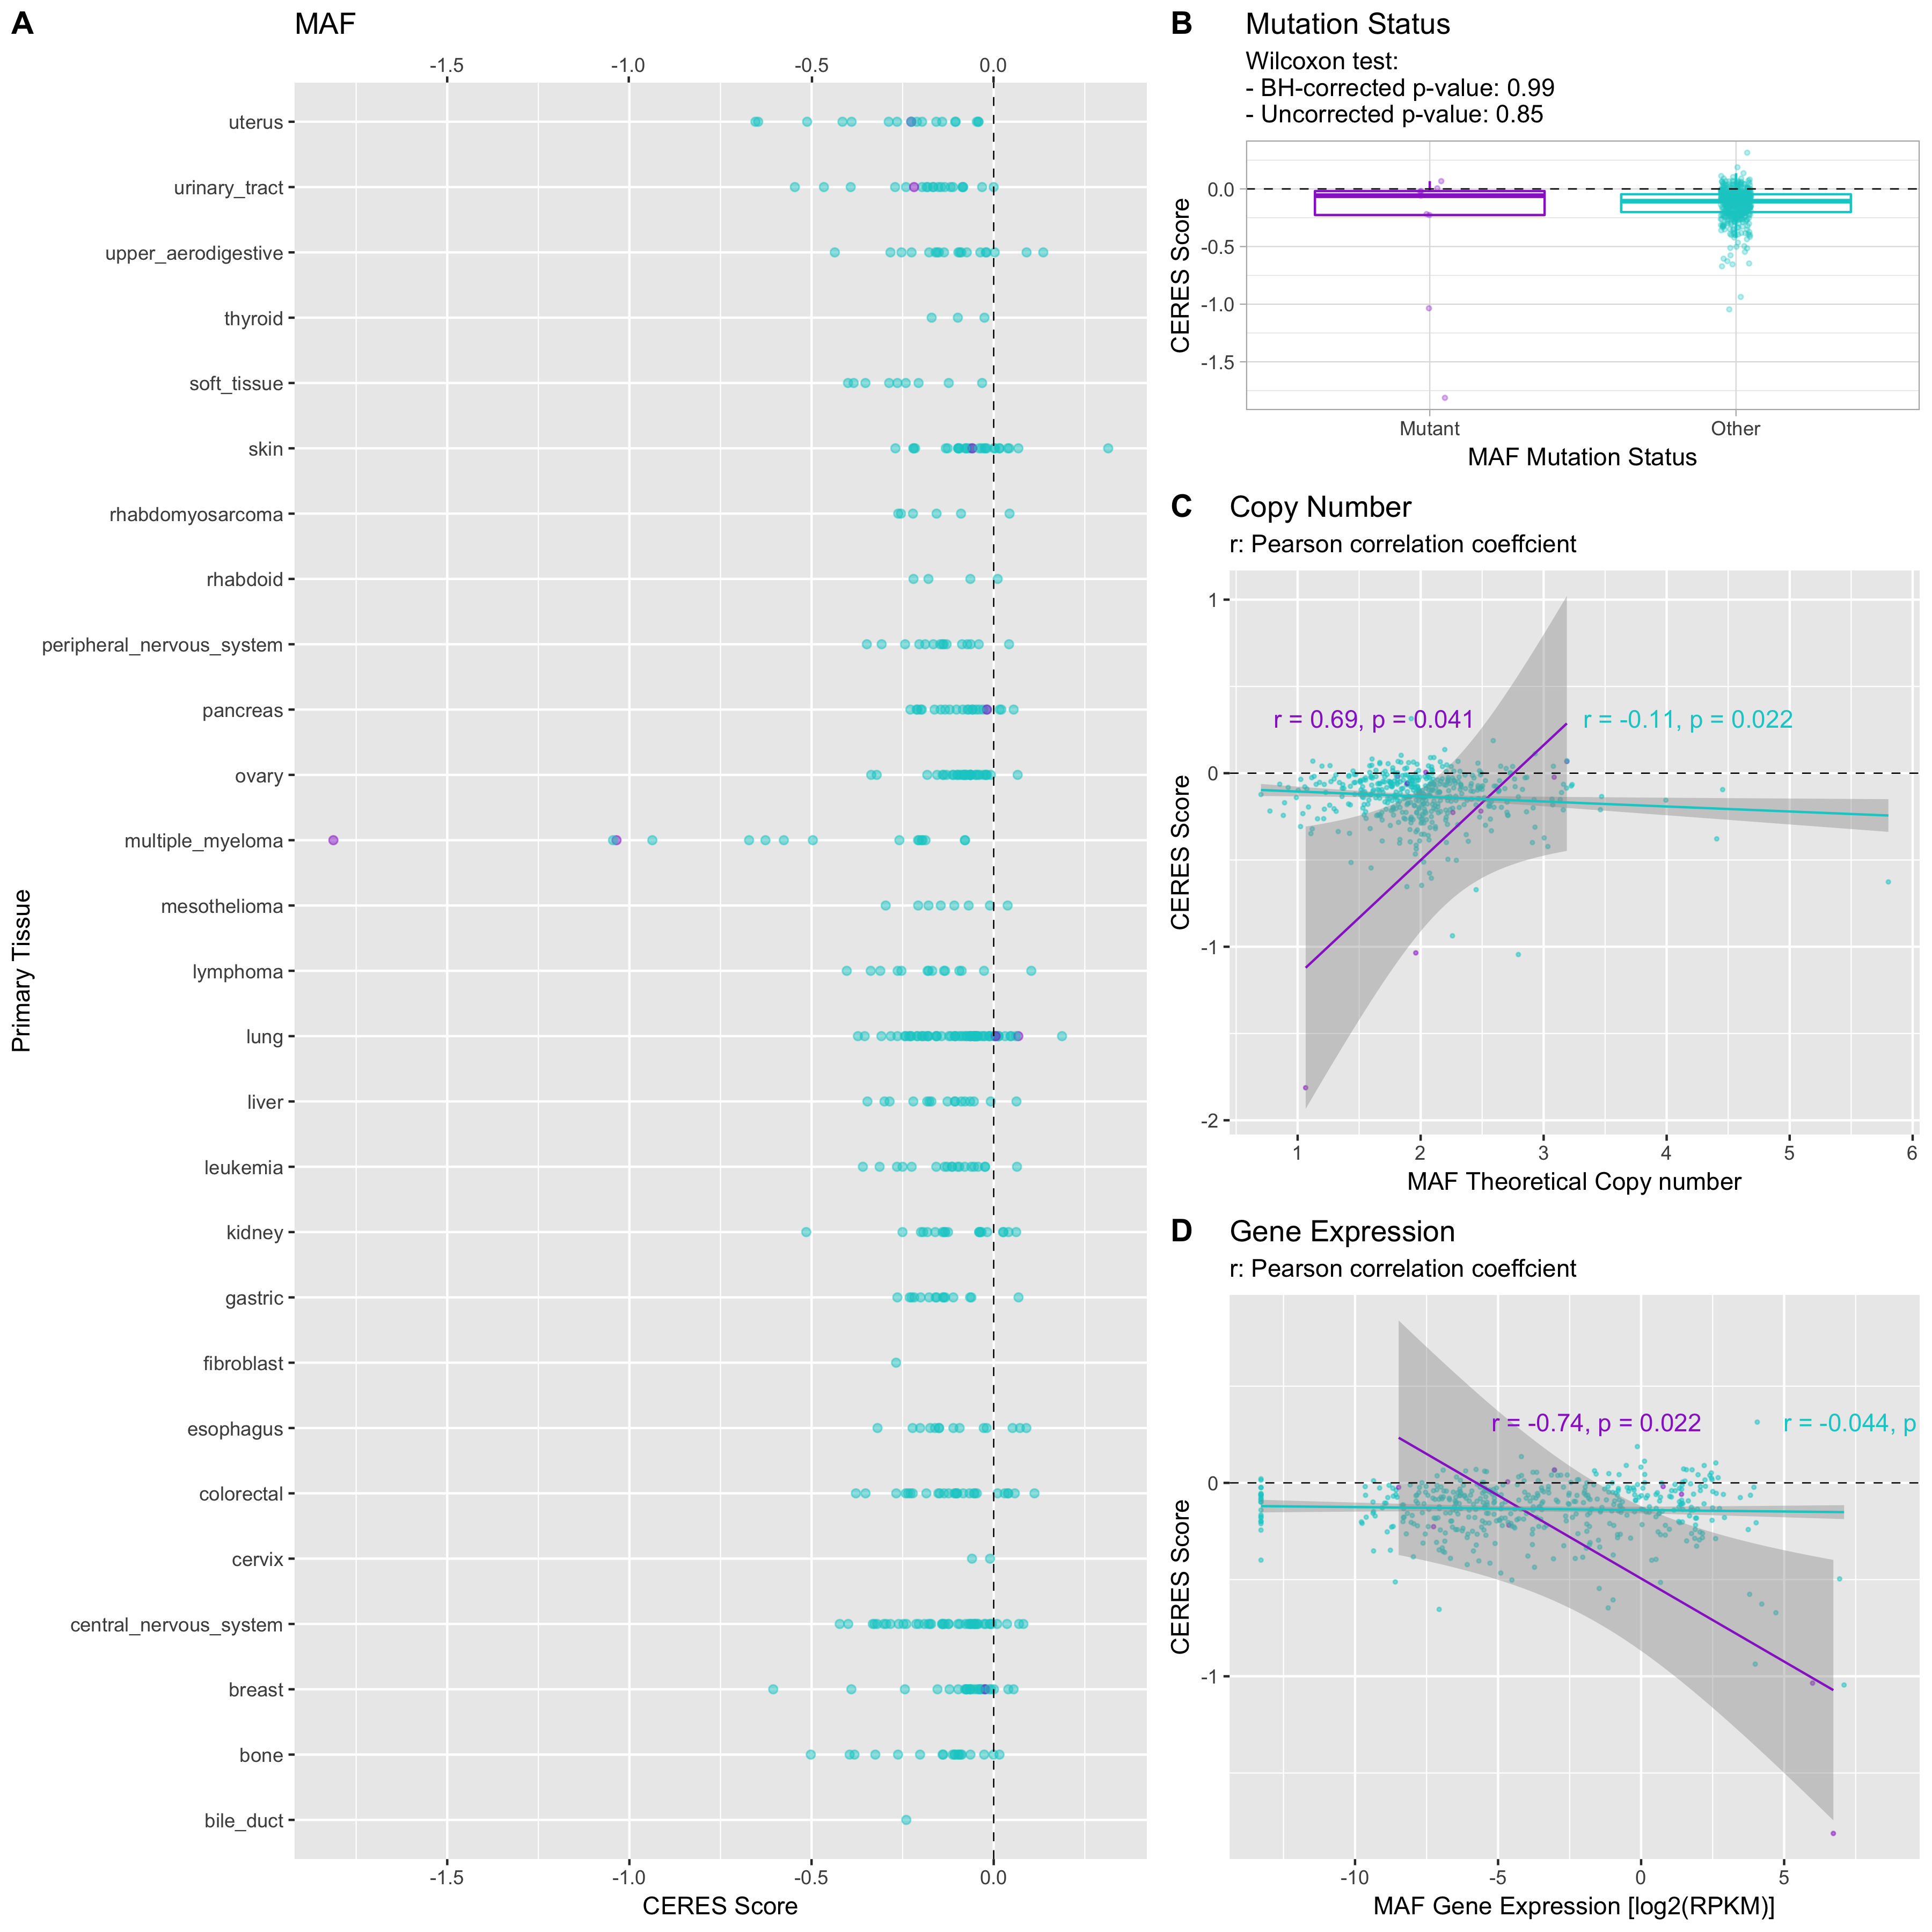 A
MAF
-1.5 -1.0 -0.5 0.0
uterus
urinary_tract
upper_aerodigestive
thyroid
soft_tissue
skin
rhabdomyosarcoma
rhabdoid
peripheral_nervous_system
pancreas
ovary
multiple_myeloma
mesothelioma
lymphoma
lung
liver
leukemia
kidney
gastric
fibroblast
esophagus
colorectal
cervix
central_nervous_system
breast
bone
bile_duct
Primary Tissue
-1.5 -1.0 -0.5 0.0
CERES Score
B
Mutation Status
Wilcoxon test:
- BH-corrected p-value: 0.99
- Uncorrected p-value: 0.85
0.0
-0.5
-1.0
-1.5
CERES Score
Mutant Other
MAF Mutation Status
C
Copy Number
r: Pearson correlation coeffcient
r = 0.69, p = 0.041
r = -0.11, p = 0.022
1
0
-1
-2
CERES Score
1 2 3 4 5 6
MAF Theoretical Copy number
D
Gene Expression
r: Pearson correlation coeffcient
r = -0.74, p = 0.022
r = -0.044, p
0
-1
CERES Score
-10 -5 0 5
MAF Gene Expression [log2(RPKM)]